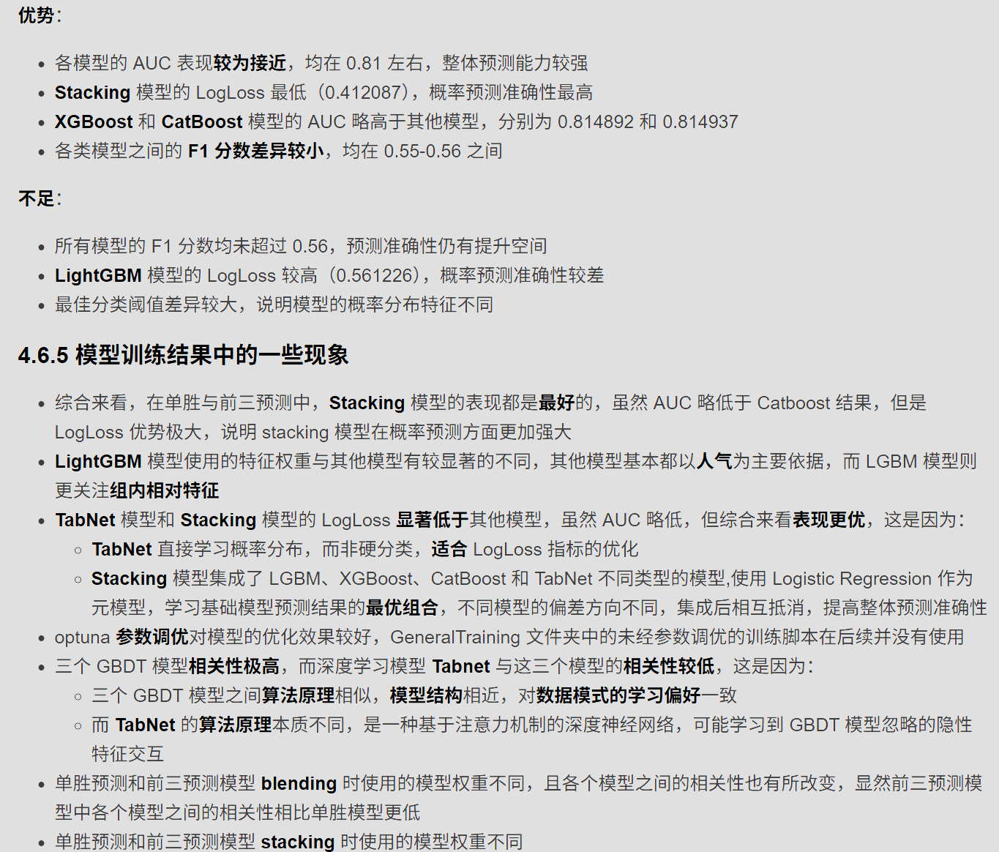 优势：
各模型的 AUC 表现较为接近，均在 0.81 左右，整体预测能力较强
Stacking 模型的 LogLoss 最低（0.412087），概率预测准确性最高
XGBoost 和 CatBoost 模型的 AUC 略高于其他模型，分别为 0.814892 和 0.814937
各类模型之间的 F1 分数差异较小，均在 0.55-0.56 之间
不足：
所有模型的 F1 分数均未超过 0.56，预测准确性仍有提升空间
LightGBM 模型的 LogLoss 较高（0.561226），概率预测准确性较差
最佳分类阈值差异较大，说明模型的概率分布特征不同
4.6.5 模型训练结果中的一些现象
综合来看，在单胜与前三预测中，Stacking 模型的表现都是最好的，虽然 AUC 略低于 Catboost 结果，但是
LogLoss 优势极大，说明 stacking 模型在概率预测方面更加强大
LightGBM 模型使用的特征权重与其他模型有较显著的不同，其他模型基本都以人气为主要依据，而 LGBM 模型则
更关注组内相对特征
TabNet 模型和 Stacking 模型的 LogLoss 显著低于其他模型，虽然 AUC 略低，但综合来看表现更优，这是因为：
TabNet 直接学习概率分布，而非硬分类，适合 LogLoss 指标的优化
Stacking 模型集成了 LGBM、XGBoost、CatBoost 和 TabNet 不同类型的模型,使用 Logistic Regression 作为
元模型，学习基础模型预测结果的最优组合，不同模型的偏差方向不同，集成后相互抵消，提高整体预测准确性
optuna 参数调优对模型的优化效果较好，GeneralTraining 文件夹中的未经参数调优的训练脚本在后续并没有使用
三个 GBDT 模型相关性极高，而深度学习模型 Tabnet 与这三个模型的相关性较低，这是因为：
三个 GBDT 模型之间算法原理相似，模型结构相近，对数据模式的学习偏好一致
而 TabNet 的算法原理本质不同，是一种基于注意力机制的深度神经网络，可能学习到 GBDT 模型忽略的隐性
特征交互
单胜预测和前三预测模型 blending 时使用的模型权重不同，且各个模型之间的相关性也有所改变，显然前三预测模
型中各个模型之间的相关性相比单胜模型更低
单胜预测和前三预测模型 stacking 时使用的模型权重不同